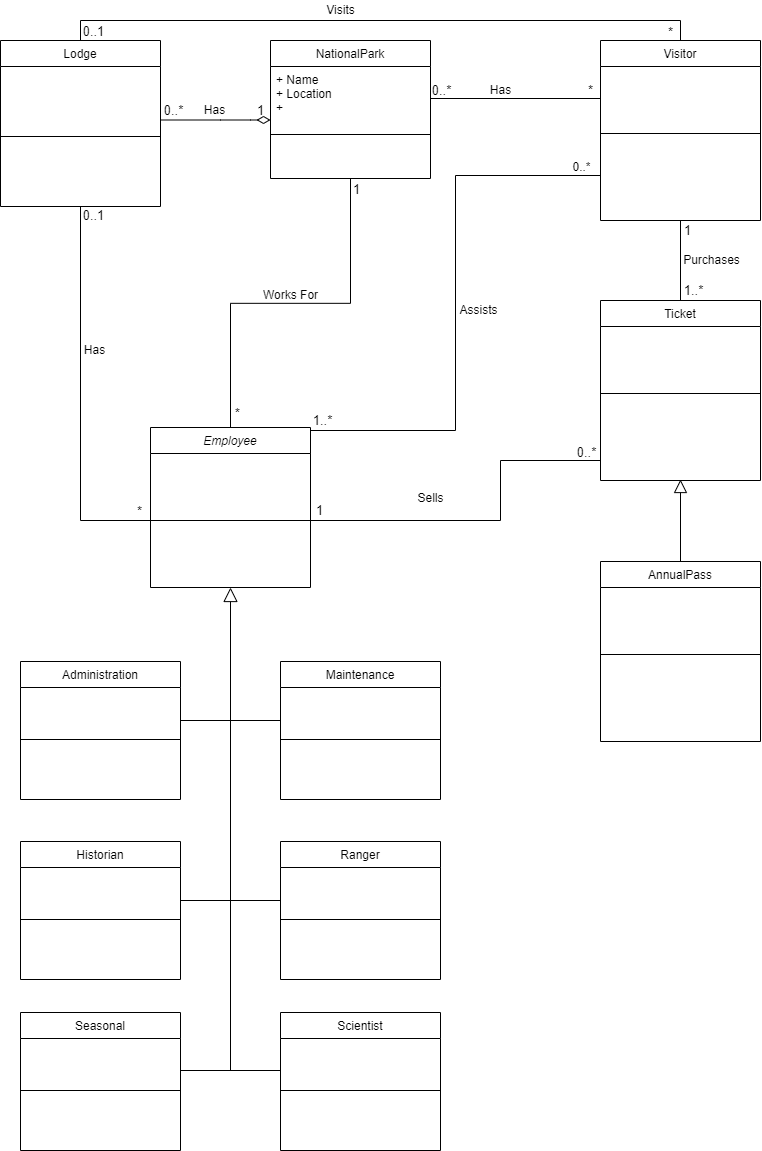 Visits
0..1
*
Lodge
NationalPark
Visitor
+ Name
+ Location
+
0..*
Has
1
0..*
Has
*
0..*
1
0..1
1
Purchases
1..*
Works For
Assists
Ticket
Has
*
1..*
Employee
0..*
Sells
*
1
AnnualPass
Administration
Maintenance
Historian
Ranger
Seasonal
Scientist